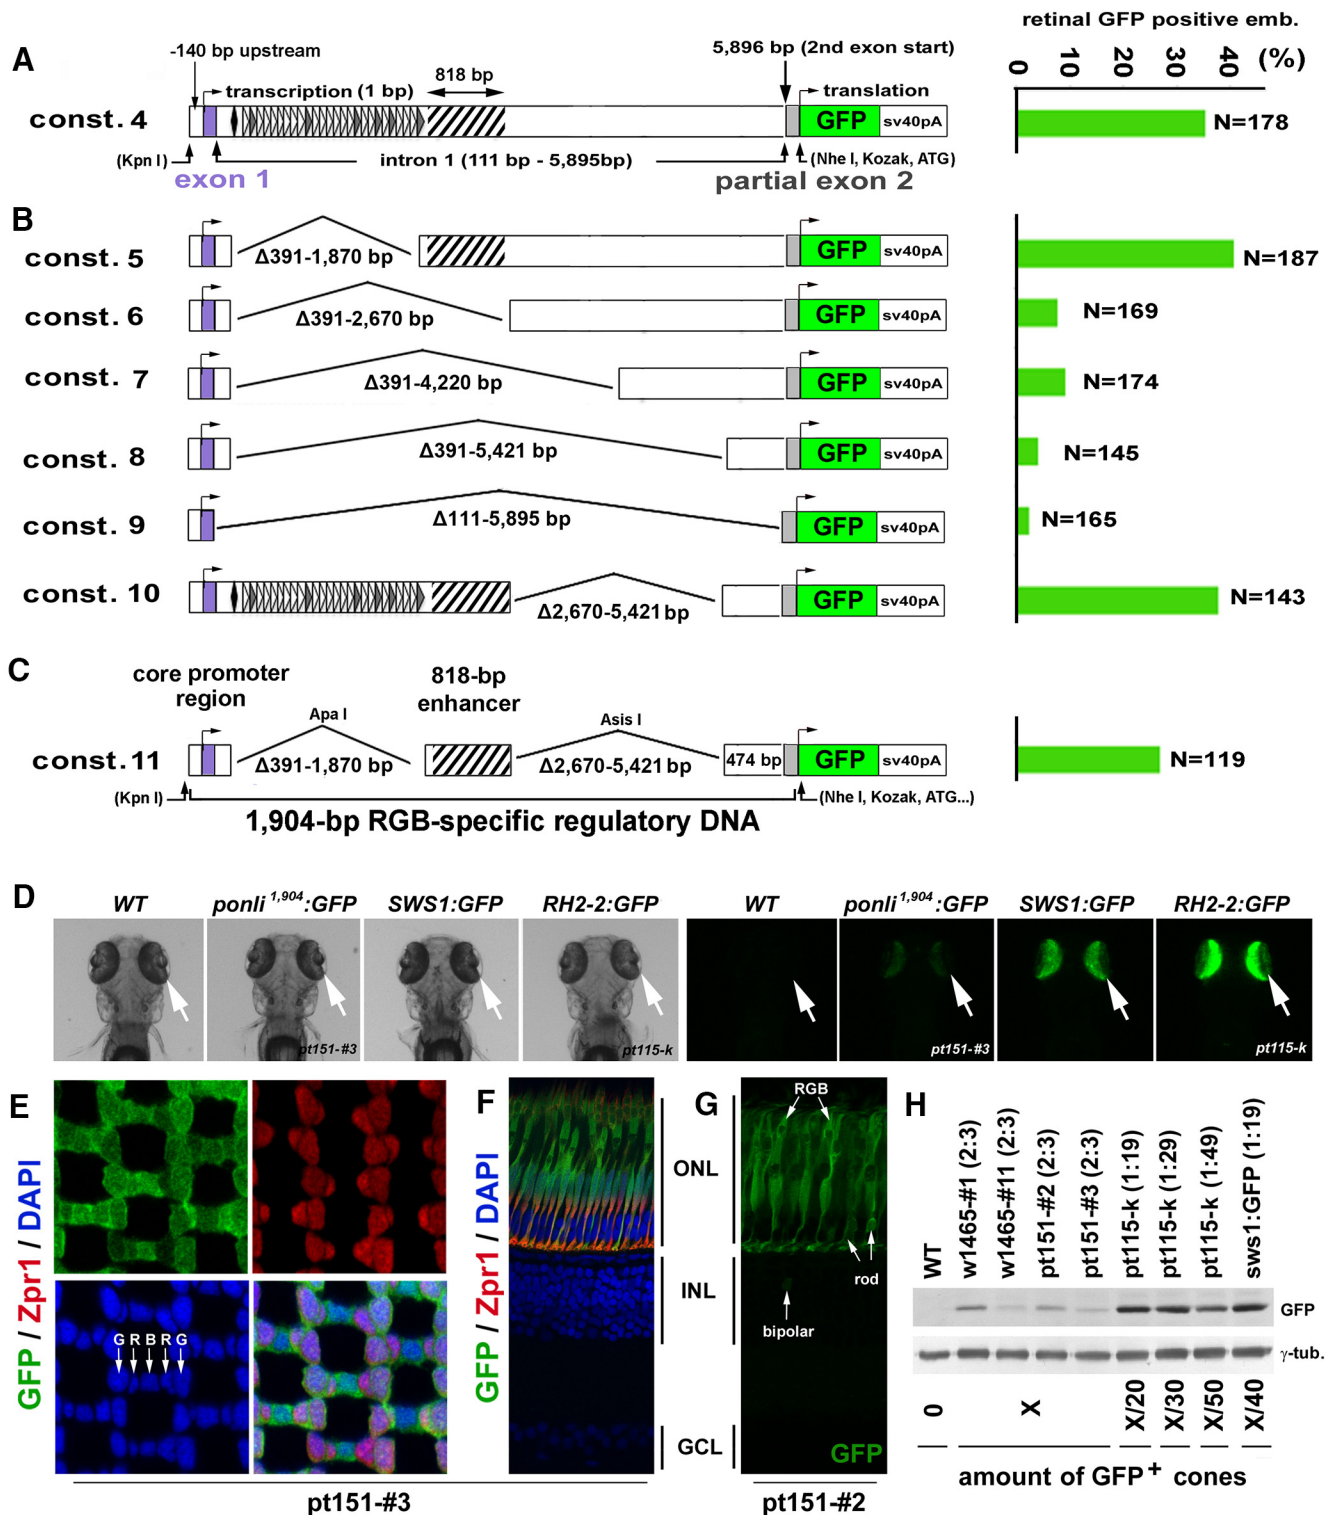 retinal GFP positive emb.
0 10 20 30 40 (%)
A
-140 bp upstream
818 bp
5,896 bp (2nd exon start)
transcription (1 bp)
translation
const. 4
GFP sv40pA
N=178
(Kpn I)
intron 1 (111 bp - 5,895bp)
(Nhe I, Kozak, ATG)
exon 1
partial exon 2
B
const. 5
Δ391-1,870 bp
GFP sv40pA
N=187
const. 6
Δ391-2,670 bp
GFP sv40pA
N=169
const. 7
Δ391-4,220 bp
GFP sv40pA
N=174
const. 8
Δ391-5,421 bp
GFP sv40pA
N=145
const. 9
Δ111-5,895 bp
GFP sv40pA
N=165
const. 10
Δ2,670-5,421 bp
GFP sv40pA
N=143
C
core promoter
region
818-bp
enhancer
Apa I
Asis I
const.11
Δ391-1,870 bp
Δ2,670-5,421 bp
474 bp
GFP sv40pA
N=119
(Kpn I)
(Nhe I, Kozak, ATG...)
1,904-bp RGB-specific regulatory DNA
D
WT ponli 1,904:GFP SWS1:GFP RH2-2:GFP WT ponli 1,904:GFP SWS1:GFP RH2-2:GFP
pt151-#3 pt115-k pt151-#3 pt115-k
E
GFP / Zpr1 / DAPI
G R B R G
pt151-#3
F
GFP / Zpr1 / DAPI
ONL
INL
GCL
G
RGB
rod
bipolar
GFP
pt151-#2
H
WT
w1465-#1 (2:3)
w1465-#11 (2:3)
pt151-#2 (2:3)
pt151-#3 (2:3)
pt115-k (1:19)
pt115-k (1:29)
pt115-k (1:49)
sws1:GFP (1:19)
GFP
γ-tub.
0 X X/20 X/30 X/50 X/40
amount of GFP+ cones